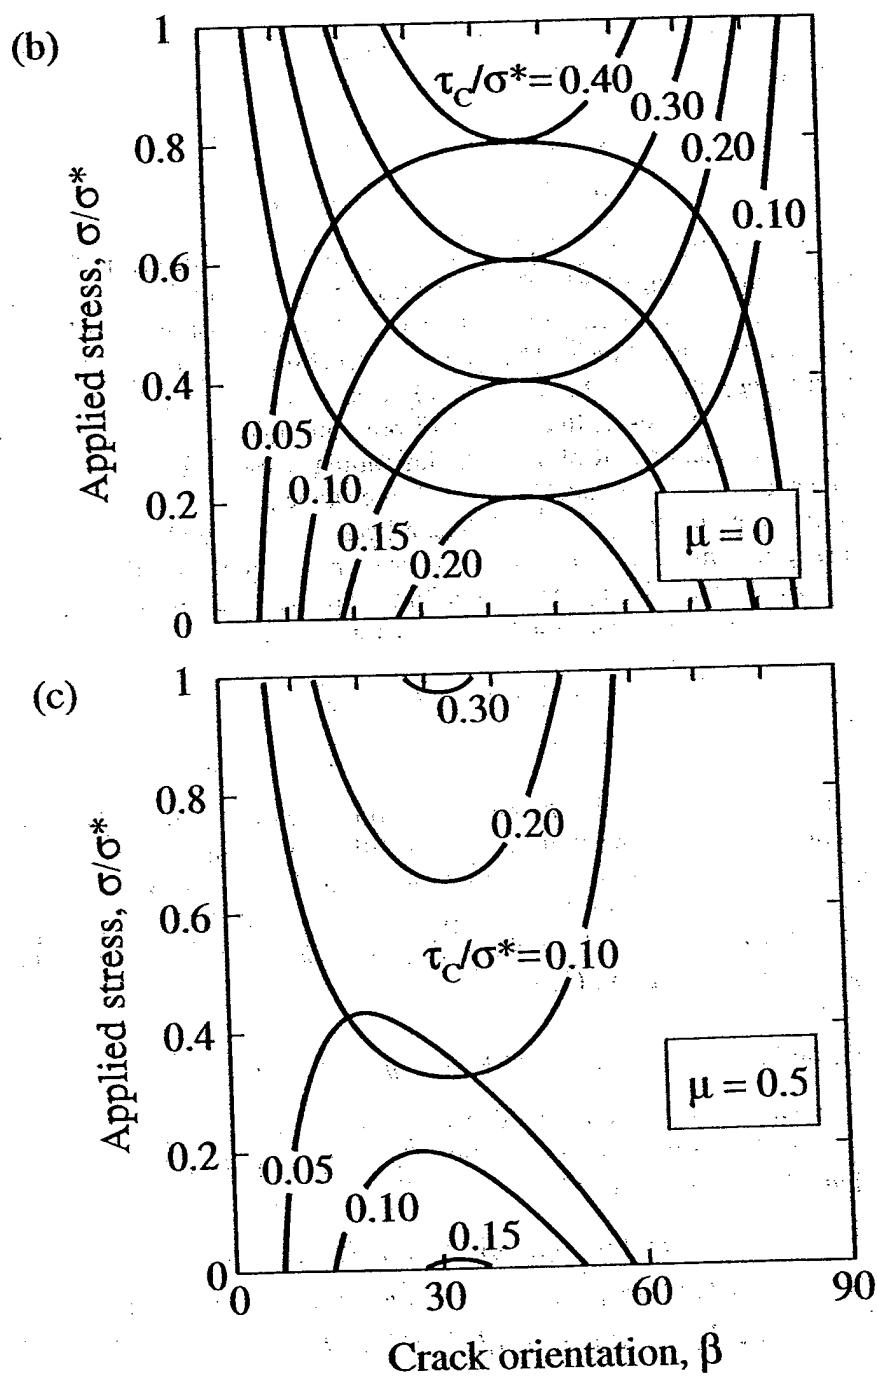 (b)
1
τC/σ*= 0.40
0.30
0.8
0.20
0.10
Applied stress, σ/σ*
0.6
0.4
0.05
0.10
0.2
0.15
μ = 0
0.20
0
(c)
1
0.30
0.8
0.20
Applied stress, σ/σ*
0.6
τC/σ*=0.10
0.4
μ = 0.5
0.2
0.05
0.10
0.15
0
0 30 60 90
Crack orientation, β